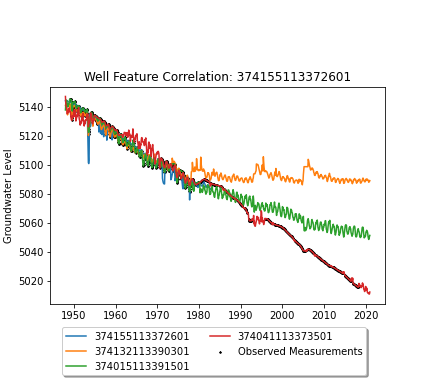 Well Feature Correlation: 374155113372601
Groundwater Level
5140
5120
5100
5080
5060
5040
5020
1950 1960 1970 1980 1990 2000 2010 2020
374155113372601
374132113390301
374015113391501
374041113373501
Observed Measurements